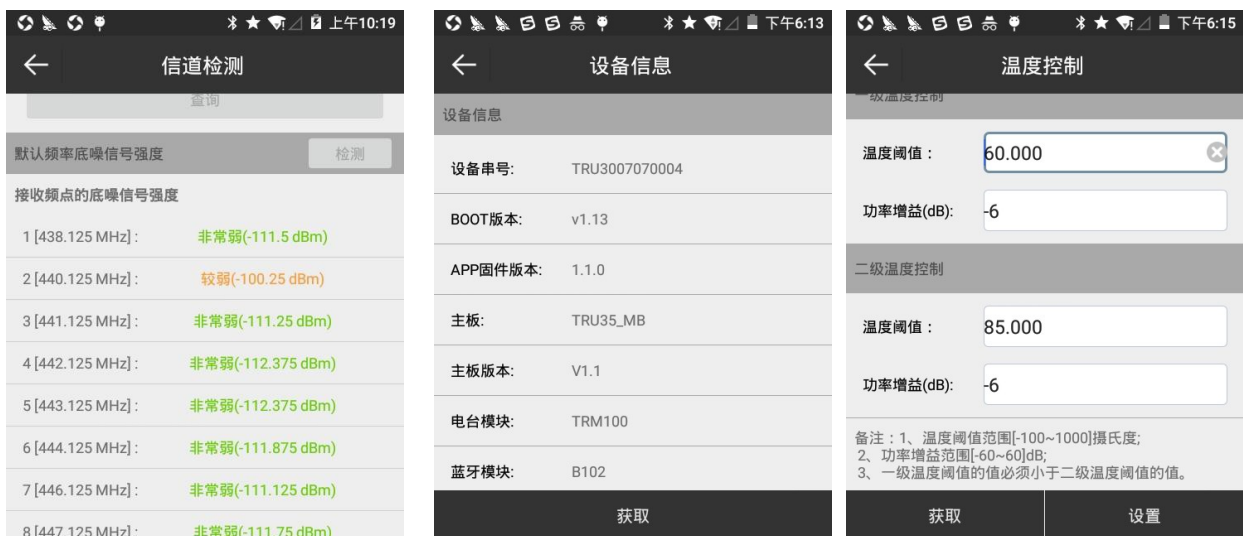 上午10:19
信道检测
查询
默认频率底噪信号强度
检测
接收频点的底噪信号强度
1 [438.125 MHz] : 非常弱(-111.5 dBm)
2 [440.125 MHz] : 较弱(-100.25 dBm)
3 [441.125 MHz] : 非常弱(-111.25 dBm)
4 [442.125 MHz] : 非常弱(-112.375 dBm)
5 [443.125 MHz] : 非常弱(-112.375 dBm)
6 [444.125 MHz] : 非常弱(-111.875 dBm)
7 [446.125 MHz] : 非常弱(-111.125 dBm)
8 [447.125 MHz] : 非常弱(-111.75 dBm)
下午6:13
设备信息
设备信息
设备串号: TRU3007070004
BOOT版本: v1.13
APP固件版本: 1.1.0
主板: TRU35_MB
主板版本: V1.1
电台模块: TRM100
蓝牙模块: B102
获取
下午6:15
温度控制
一级温度控制
温度阈值： 60.000
功率增益(dB): -6
二级温度控制
温度阈值： 85.000
功率增益(dB): -6
备注：1、温度阈值范围[-100~1000]摄氏度;
2、功率增益范围[-60~60]dB;
3、一级温度阈值的值必须小于二级温度阈值的值。
获取 设置